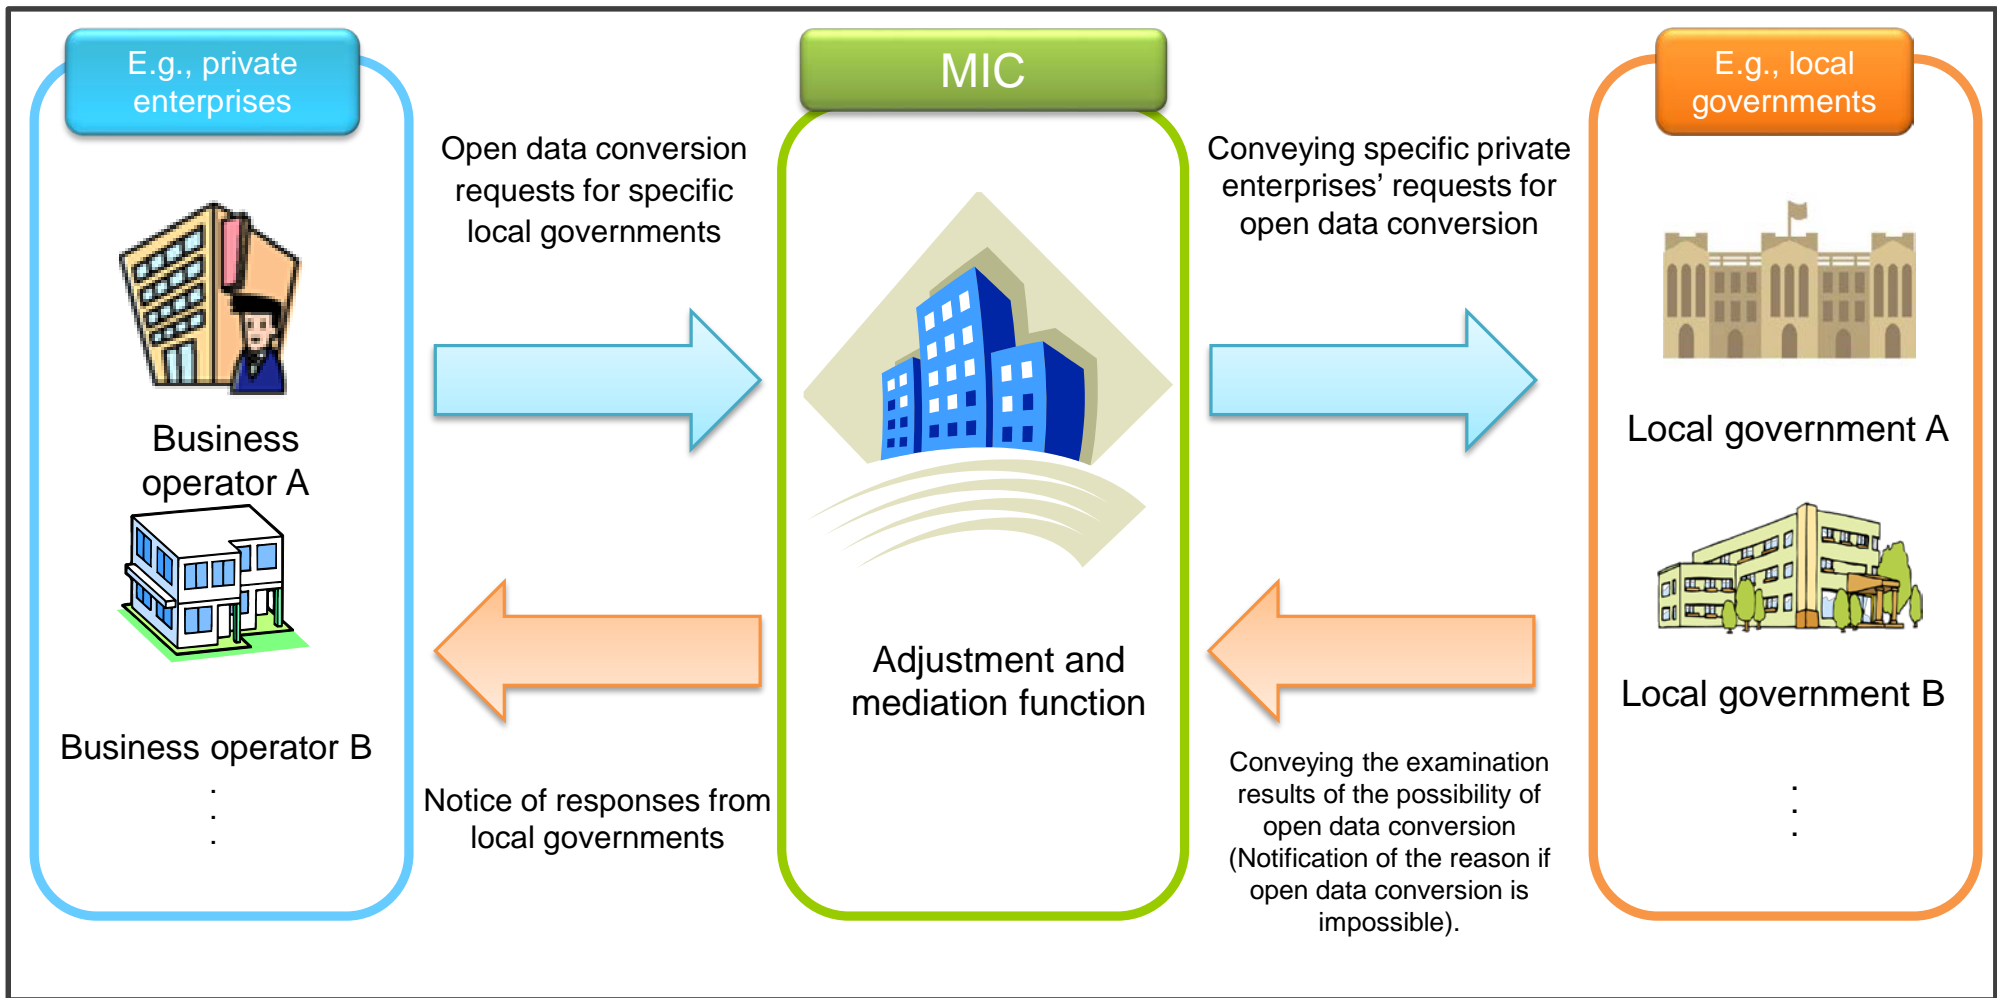 E.g., private
enterprises
Business
operator A
Business operator B
.
.
.
Open data conversion
requests for specific
local governments
Notice of responses from
local governments
MIC
Adjustment and
mediation function
Conveying specific private
enterprises’ requests for
open data conversion
Conveying the examination
results of the possibility of
open data conversion
(Notification of the reason if
open data conversion is
impossible).
E.g., local
governments
Local government A
Local government B
.
.
.